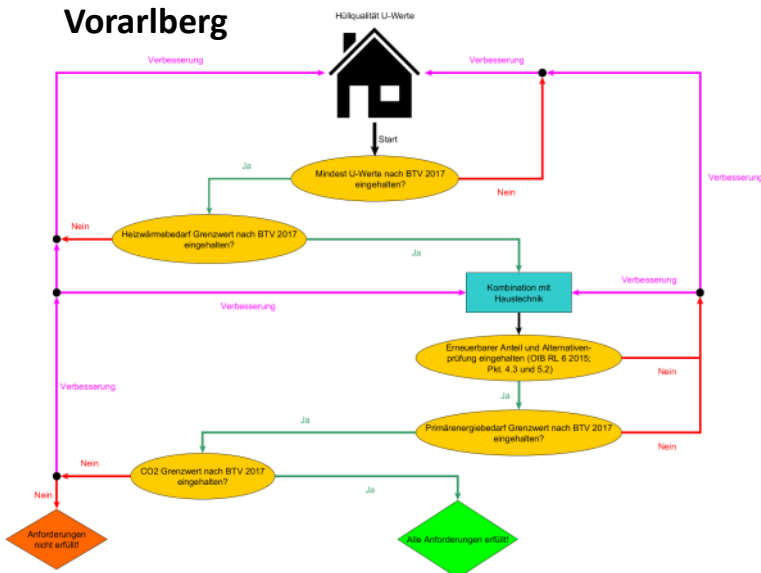 Vorarlberg
Hüllqualität U-Werte
Verbesserung
Verbesserung
Start
Ja
Mindest U-Werte nach BTV 2017
eingehalten?
Nein
Verbesserung
Nein
Heizwärmebedarf Grenzwert nach BTV 2017
eingehalten?
Ja
Kombination mit
Haustechnik
Verbesserung
Verbesserung
Erneuerbarer Anteil und Alternativen-
prüfung eingehalten (OIB RL 6 2015;
Pkt. 4.3 und 5.2)
Nein
Verbesserung
Ja
Ja
Primärenergiebedarf Grenzwert nach BTV 2017
eingehalten?
Nein
Nein
CO2 Grenzwert nach BTV 2017
eingehalten?
Ja
Nein
Anforderungen
nicht erfüllt!
Alle Anforderungen erfüllt!